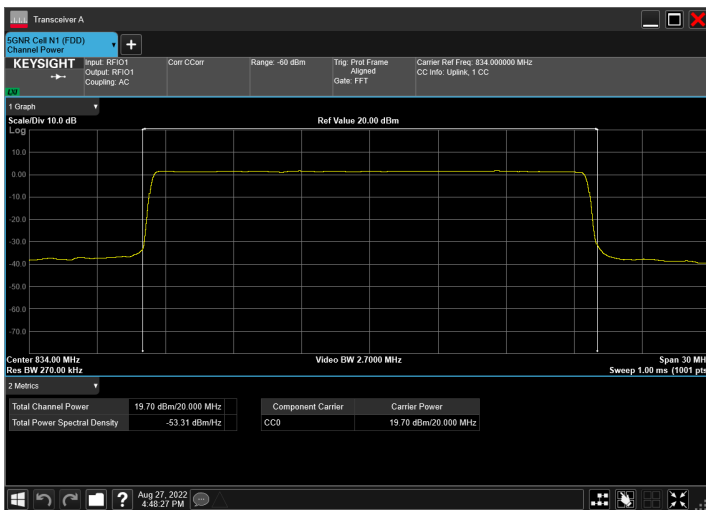 Transceiver A
5GNR Cell N1 (FDD)
Channel Power
KEYSIGHT
LXI
Input: RFIO1
Output: RFIO1
Coupling: AC
Corr CCorr
Range: -60 dBm
Trig: Prot Frame
Aligned
Gate: FFT
Carrier Ref Freq: 834.000000 MHz
CC Info: Uplink, 1 CC
1 Graph
Scale/Div 10.0 dB
Ref Value 20.00 dBm
Log
10.0
0.00
-10.0
-20.0
-30.0
-40.0
-50.0
-60.0
-70.0
Center 834.00 MHz
Video BW 2.7000 MHz
Span 30 MH
Res BW 270.00 kHz
Sweep 1.00 ms (1001 pts
2 Metrics
Total Channel Power 19.70 dBm/20.000 MHz
Total Power Spectral Density -53.31 dBm/Hz
Component Carrier Carrier Power
CC0 19.70 dBm/20.000 MHz
Aug 27, 2022
4:48:27 PM